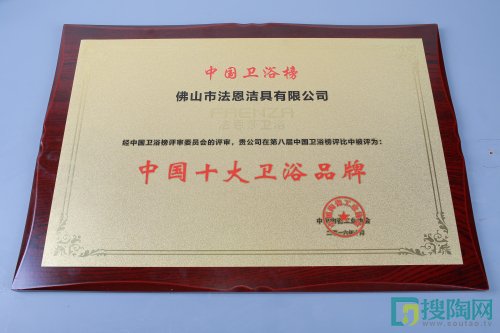 中国卫浴榜
佛山市法恩洁具有限公司
经中国卫浴榜评审委员会的评审，贵公司在第八届中国卫浴榜评比中被评为：
中国十大卫浴品牌
搜陶网
www.soutao.tv